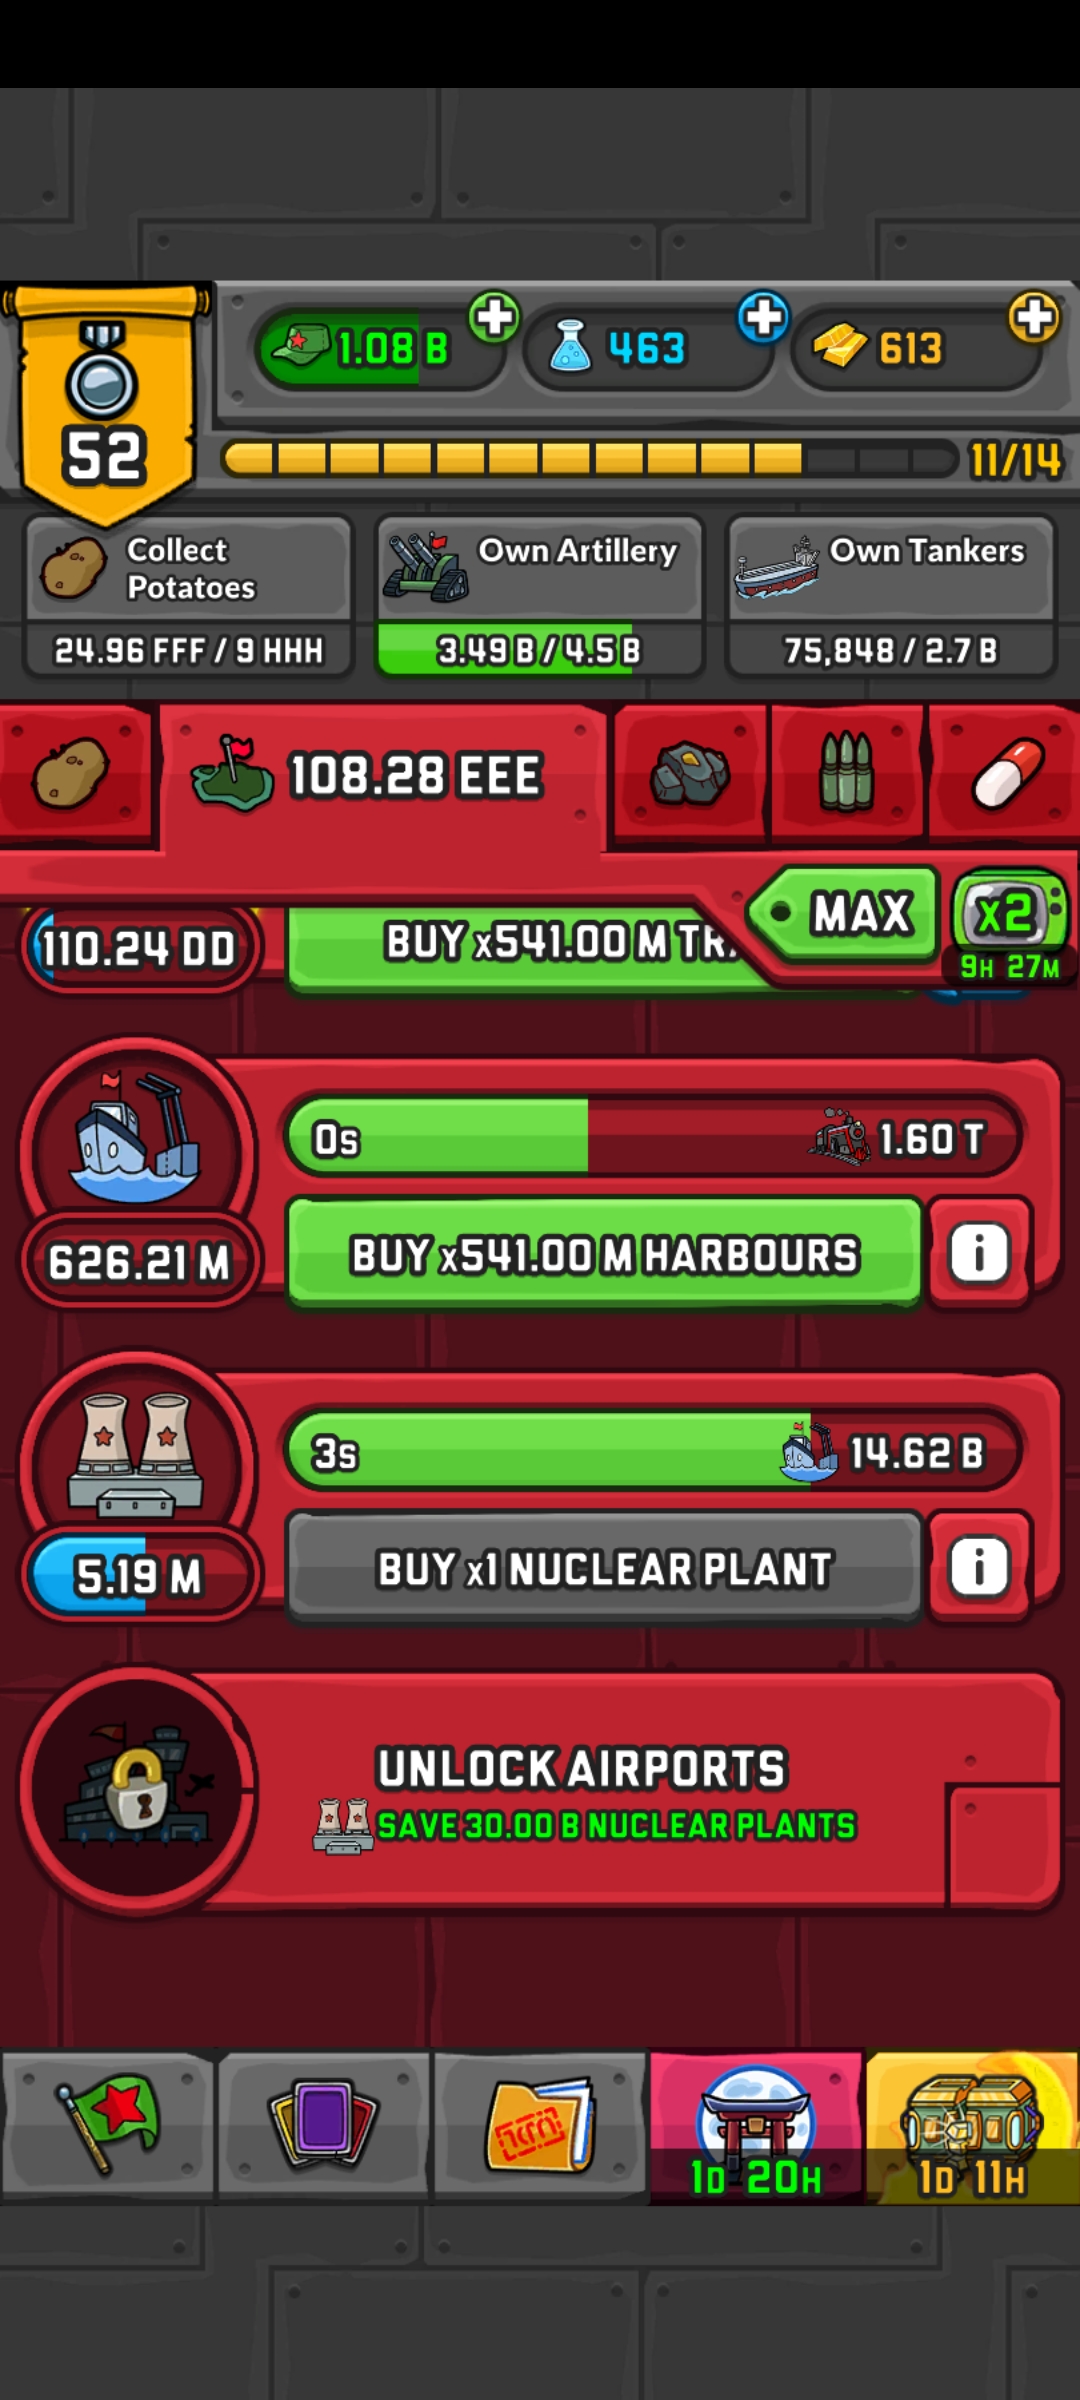 1.08 B
463
613
52
11/14
Collect
Potatoes
24.96 FFF / 9 HHH
Own Artillery
3.49 B / 4.5 B
Own Tankers
75,848 / 2.7 B
108.28 EEE
MAX
x2
9H 27M
110.24 DD
BUY x541.00 M
0s
1.60 T
626.21 M
BUY x541.00 M HARBOURS
i
3s
14.62 B
5.19 M
BUY x1 NUCLEAR PLANT
i
UNLOCK AIRPORTS
SAVE 30.00 B NUCLEAR PLANTS
1D 20H
1D 11H